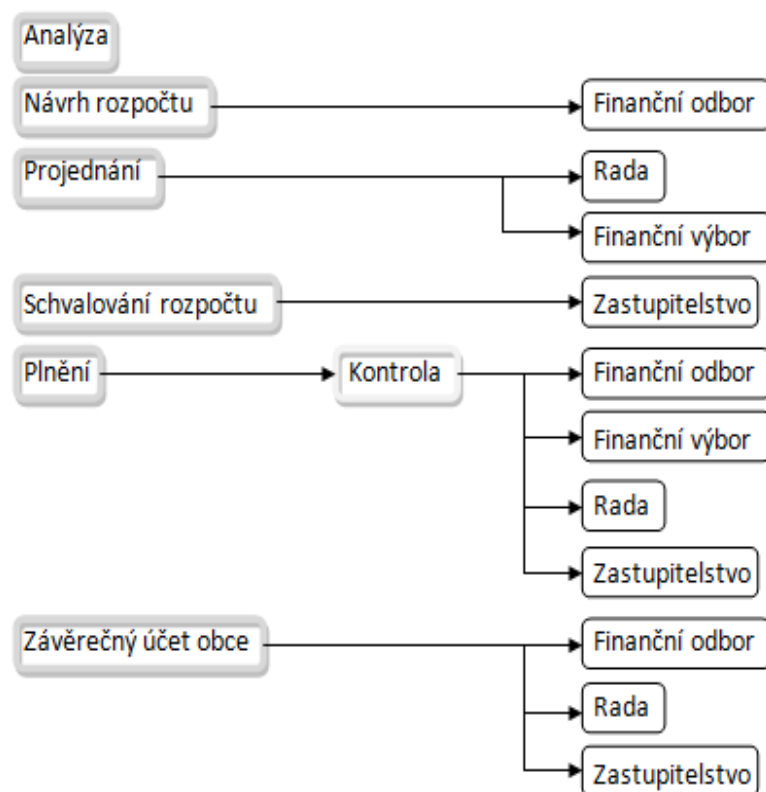 Analýza
Návrh rozpočtu
Finanční odbor
Projednání
Rada
Finanční výbor
Schvalování rozpočtu
Zastupitelstvo
Plnění
Kontrola
Finanční odbor
Finanční výbor
Rada
Zastupitelstvo
Závěrečný účet obce
Finanční odbor
Rada
Zastupitelstvo